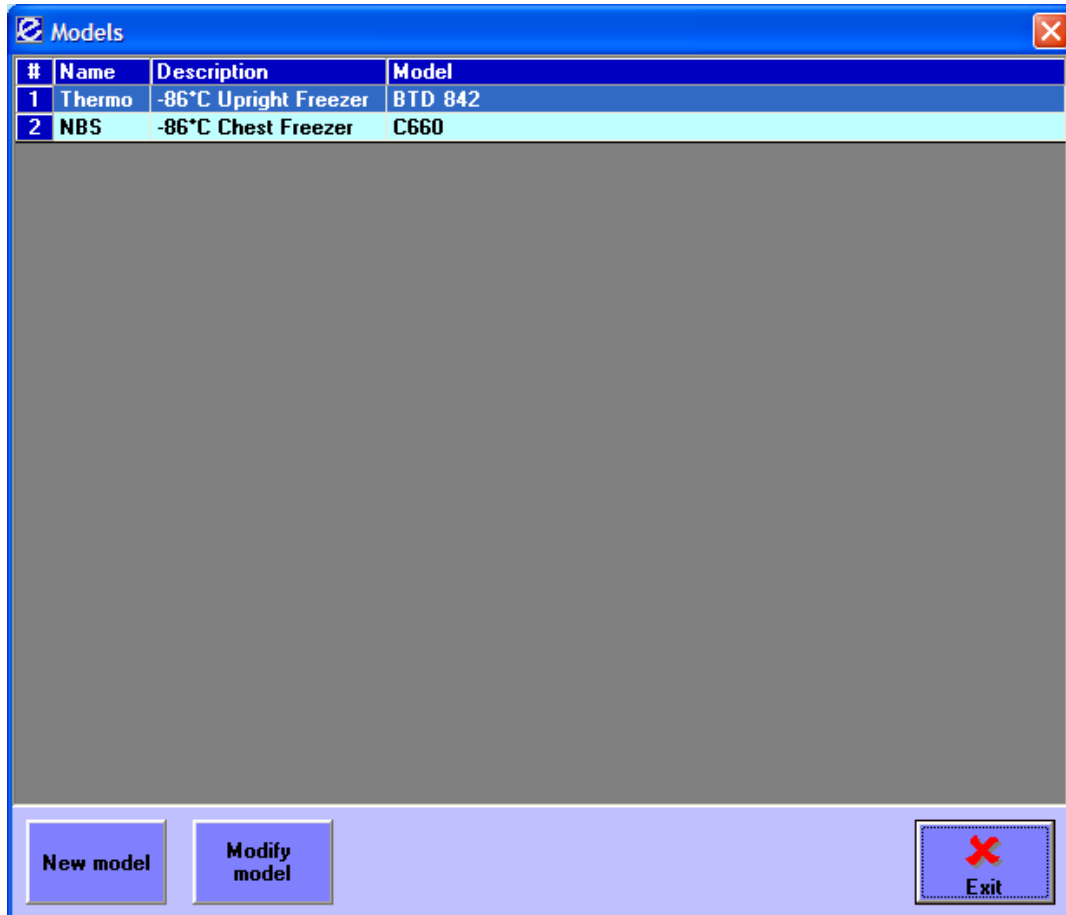 Models
# Name Description Model
1 Thermo -86°C Upright Freezer BTD 842
2 NBS -86°C Chest Freezer C660
New model
Modify
model
Exit